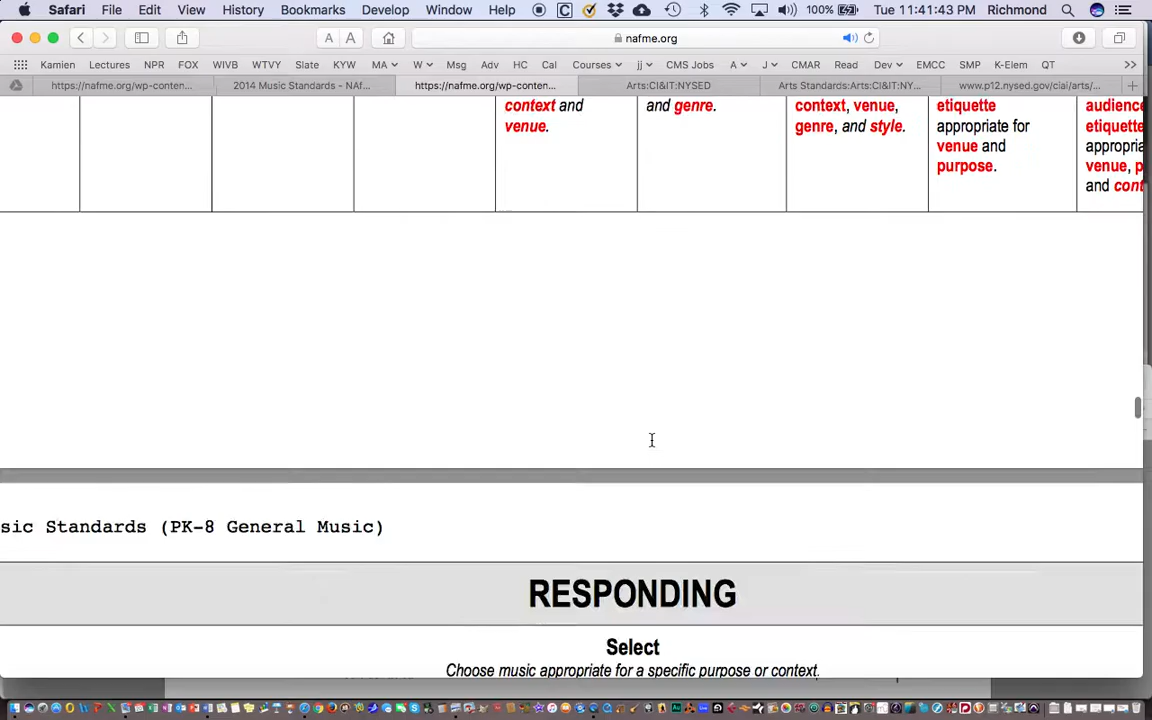 Safari File Edit View History Bookmarks Develop Window Help 100% Tue 11:41:43 PM Richmond
A A nafme.org
Kamien Lectures NPR FOX WIVB WTVY Slate KYW MA W Msg Adv HC Cal Courses jj CMS Jobs A J CMAR Read Dev EMCC SMP K-Elem QT >>
https://nafme.org/wp-conten... 2014 Music Standards - NAf... https://nafme.org/wp-conten... Arts:CI&IT:NYSED Arts Standards:Arts:CI&IT:NY... www.p12.nysed.gov/ciai/arts/... +
context and
venue.
and genre.
context, venue,
genre, and style.
etiquette
appropriate for
venue and
purpose.
audience
etiquette
appropria
venue, p
and cont
sic Standards (PK-8 General Music)
RESPONDING
Select
Choose music appropriate for a specific purpose or context.